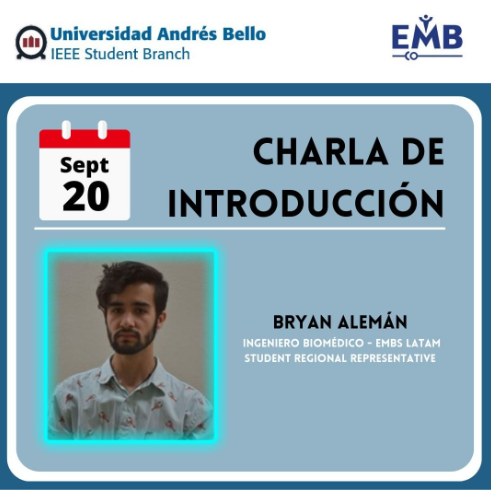 Universidad Andrés Bello
IEEE Student Branch
EMB
Sept
20
CHARLA DE
INTRODUCCIÓN
BRYAN ALEMÁN
INGENIERO BIOMÉDICO - EMBS LATAM
STUDENT REGIONAL REPRESENTATIVE